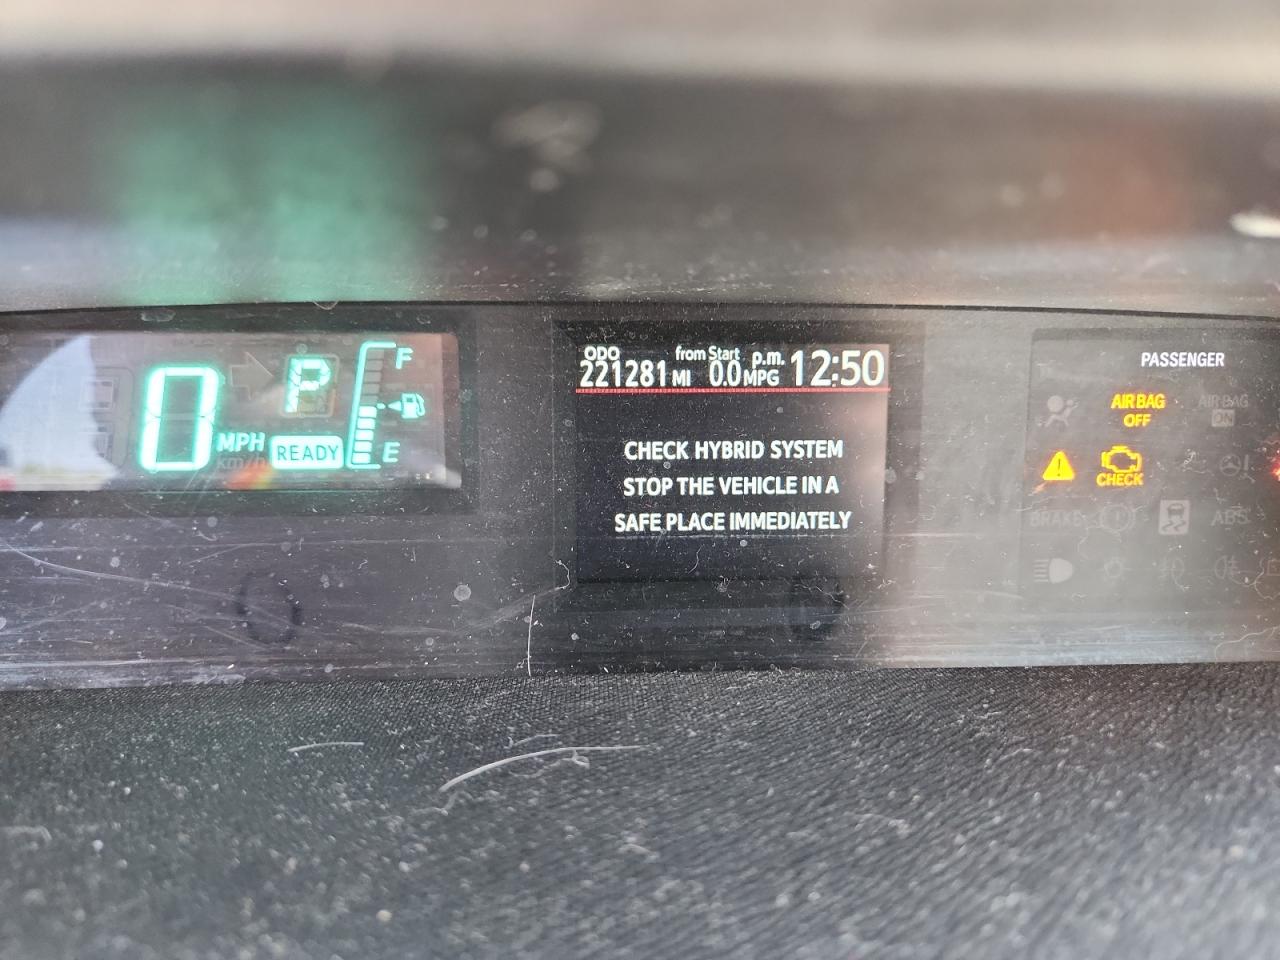 0 MPH
km/h
P
READY
F
E
ODO
221281 MI
from Start
0.0 MPG
p.m. 12:50
CHECK HYBRID SYSTEM
STOP THE VEHICLE IN A
SAFE PLACE IMMEDIATELY
PASSENGER
AIR BAG
OFF
AIR BAG
ON
CHECK
BRAKE
ABS